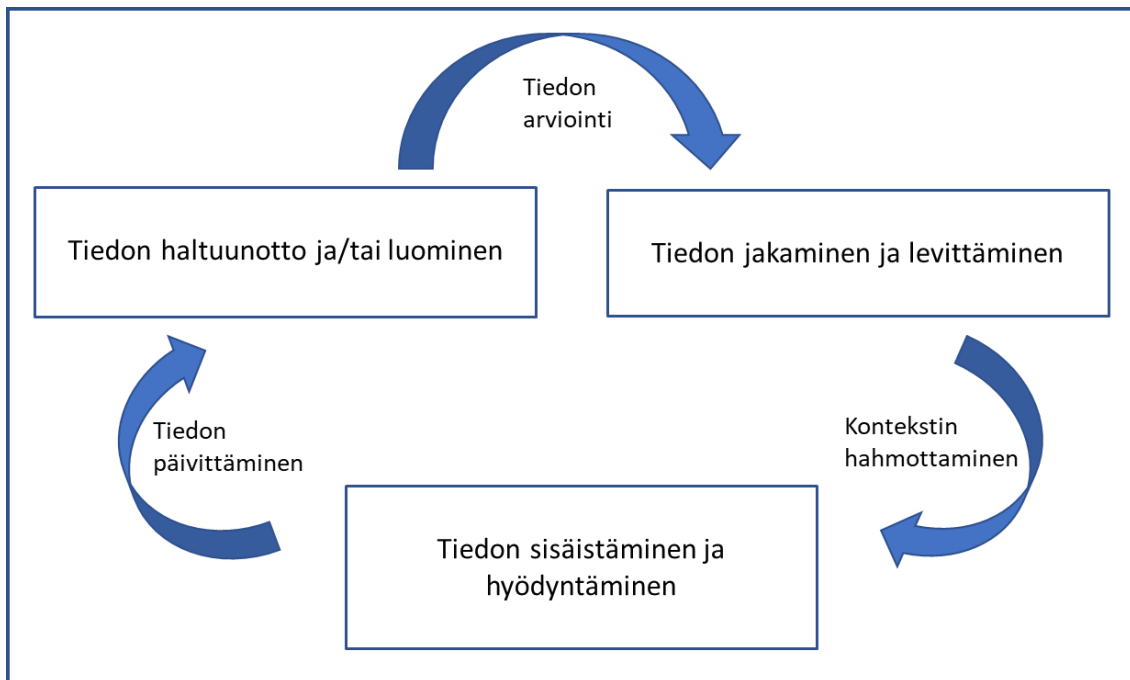 Tiedon
arviointi
Tiedon haltuunotto ja/tai luominen
Tiedon jakaminen ja levittäminen
Kontekstin
hahmottaminen
Tiedon sisäistäminen ja
hyödyntäminen
Tiedon
päivittäminen